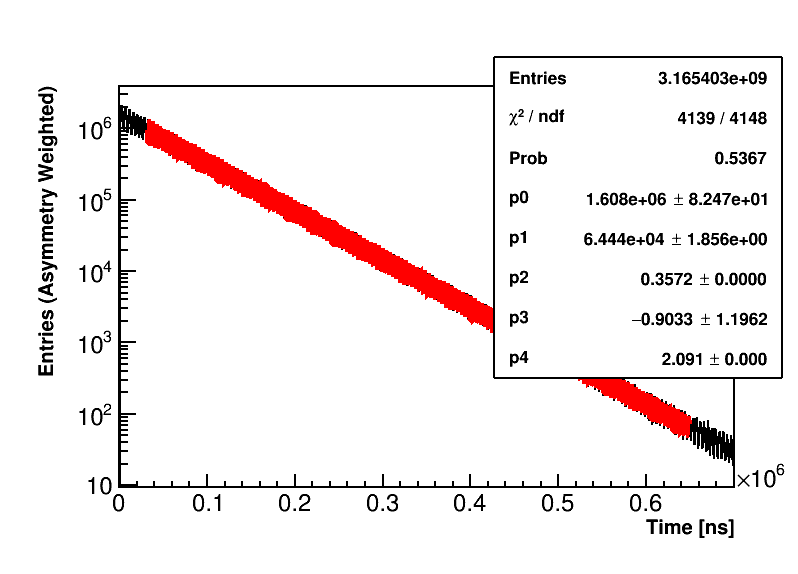 Entries 3.165403e+09
χ² / ndf 4139 / 4148
Prob 0.5367
p0 1.608e+06 ± 8.247e+01
p1 6.444e+04 ± 1.856e+00
p2 0.3572 ± 0.0000
p3 −0.9033 ± 1.1962
p4 2.091 ± 0.000
Entries (Asymmetry Weighted)
10⁶
10⁵
10⁴
10³
10²
10
0 0.1 0.2 0.3 0.4 0.5 0.6
×10⁶
Time [ns]